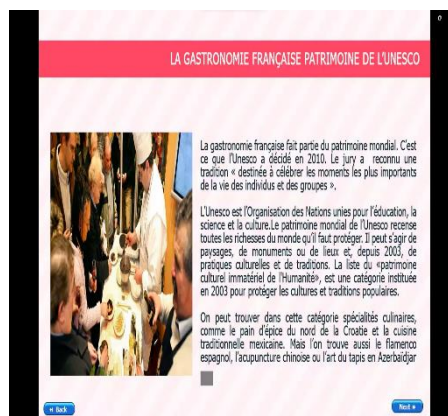 LA GASTRONOMIE FRANÇAISE PATRIMOINE DE L'UNESCO
La gastronomie française fait partie du patrimoine mondial. C'est
ce que l'Unesco a décidé en 2010. Le jury a reconnu une
tradition « destinée à célébrer les moments les plus importants
de la vie des individus et des groupes ».
L'Unesco est l'Organisation des Nations unies pour l'éducation, la
science et la culture.Le patrimoine mondial de l'Unesco recense
toutes les richesses du monde qu'il faut protéger. Il peut s'agir de
paysages, de monuments ou de lieux et, depuis 2003, de
pratiques culturelles et de traditions. La liste du «patrimoine
culturel immatériel de l'Humanité», est une catégorie instituée
en 2003 pour protéger les cultures et traditions populaires.
On peut trouver dans cette catégorie spécialités culinaires,
comme le pain d'épice du nord de la Croatie et la cuisine
traditionnelle mexicaine. Mais l'on trouve aussi le flamenco
espagnol, l'acupuncture chinoise ou l'art du tapis en Azerbaïdjar
« Back
Next »